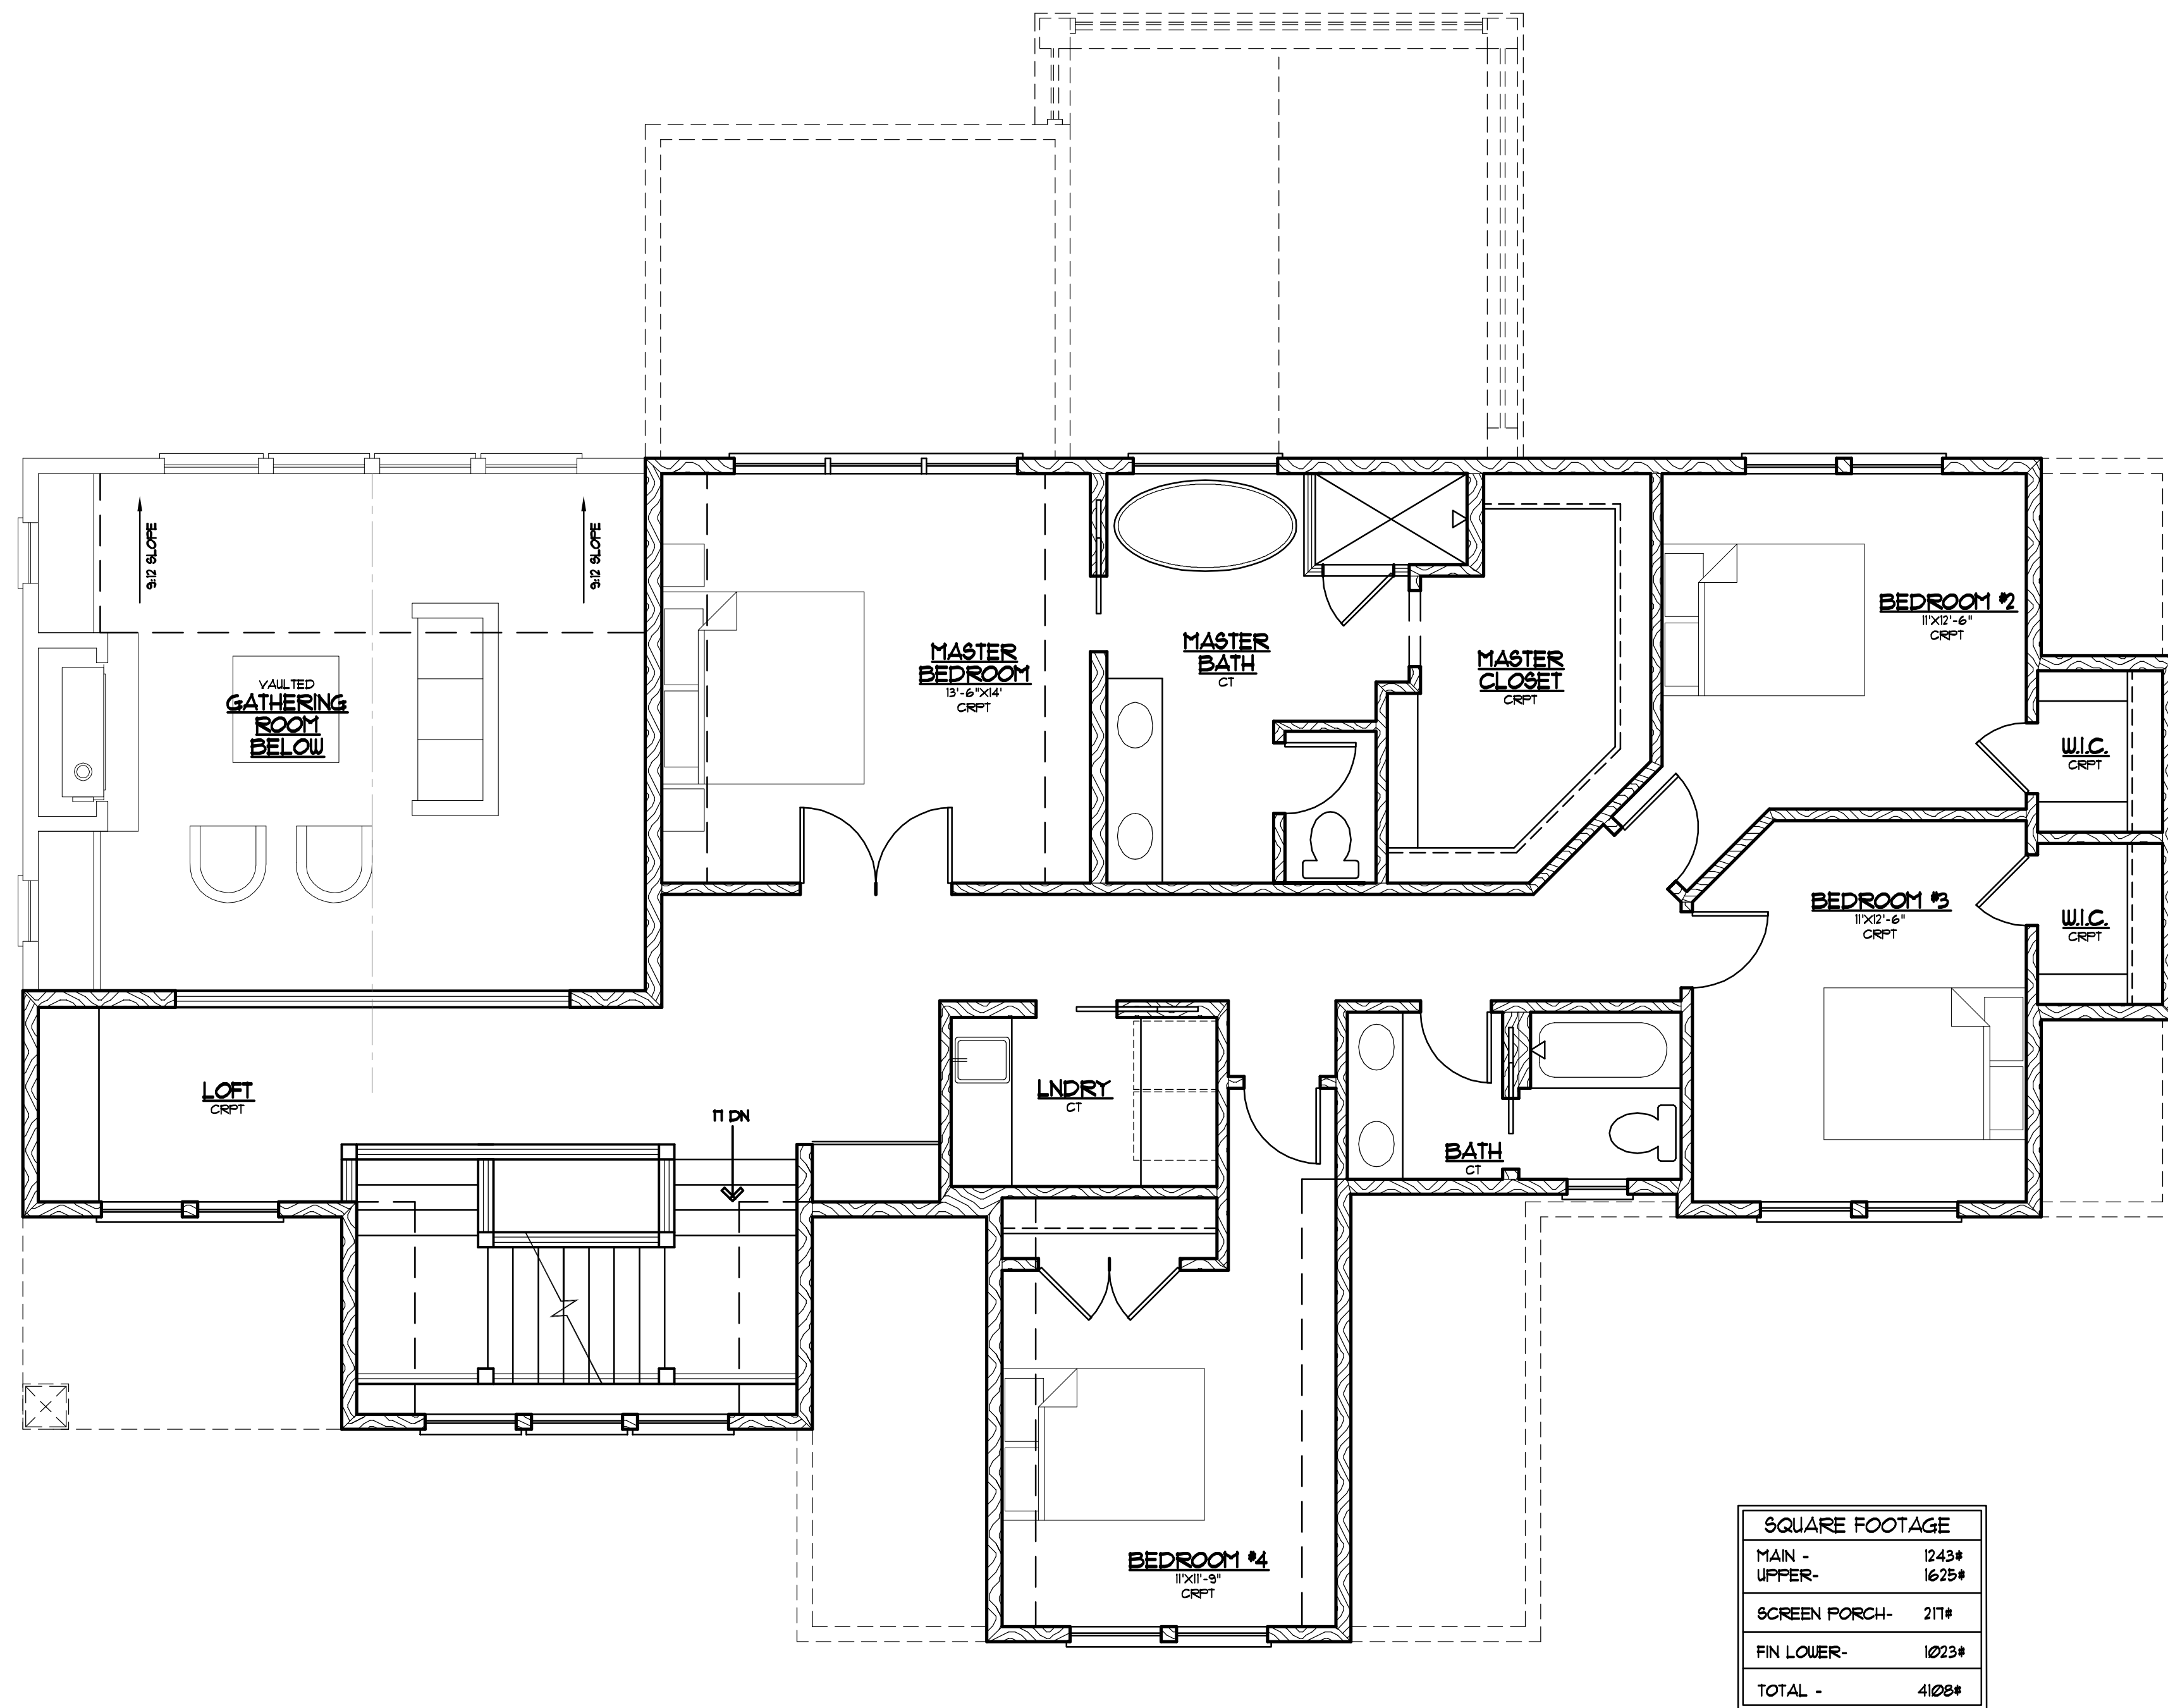 9:12 SLOPE
9:12 SLOPE
VAULTED
GATHERING
ROOM
BELOW
MASTER
BEDROOM
13'-6"X14'
CRPT
MASTER
BATH
CT
MASTER
CLOSET
CRPT
BEDROOM #2
11'X12'-6"
CRPT
W.I.C.
CRPT
BEDROOM #3
11'X12'-6"
CRPT
W.I.C.
CRPT
LOFT
CRPT
17 DN
LNDRY
CT
BATH
CT
BEDROOM #4
11'X11'-9"
CRPT
SQUARE FOOTAGE
MAIN - 1243#
UPPER- 1625#
SCREEN PORCH- 217#
FIN LOWER- 1023#
TOTAL - 4108#